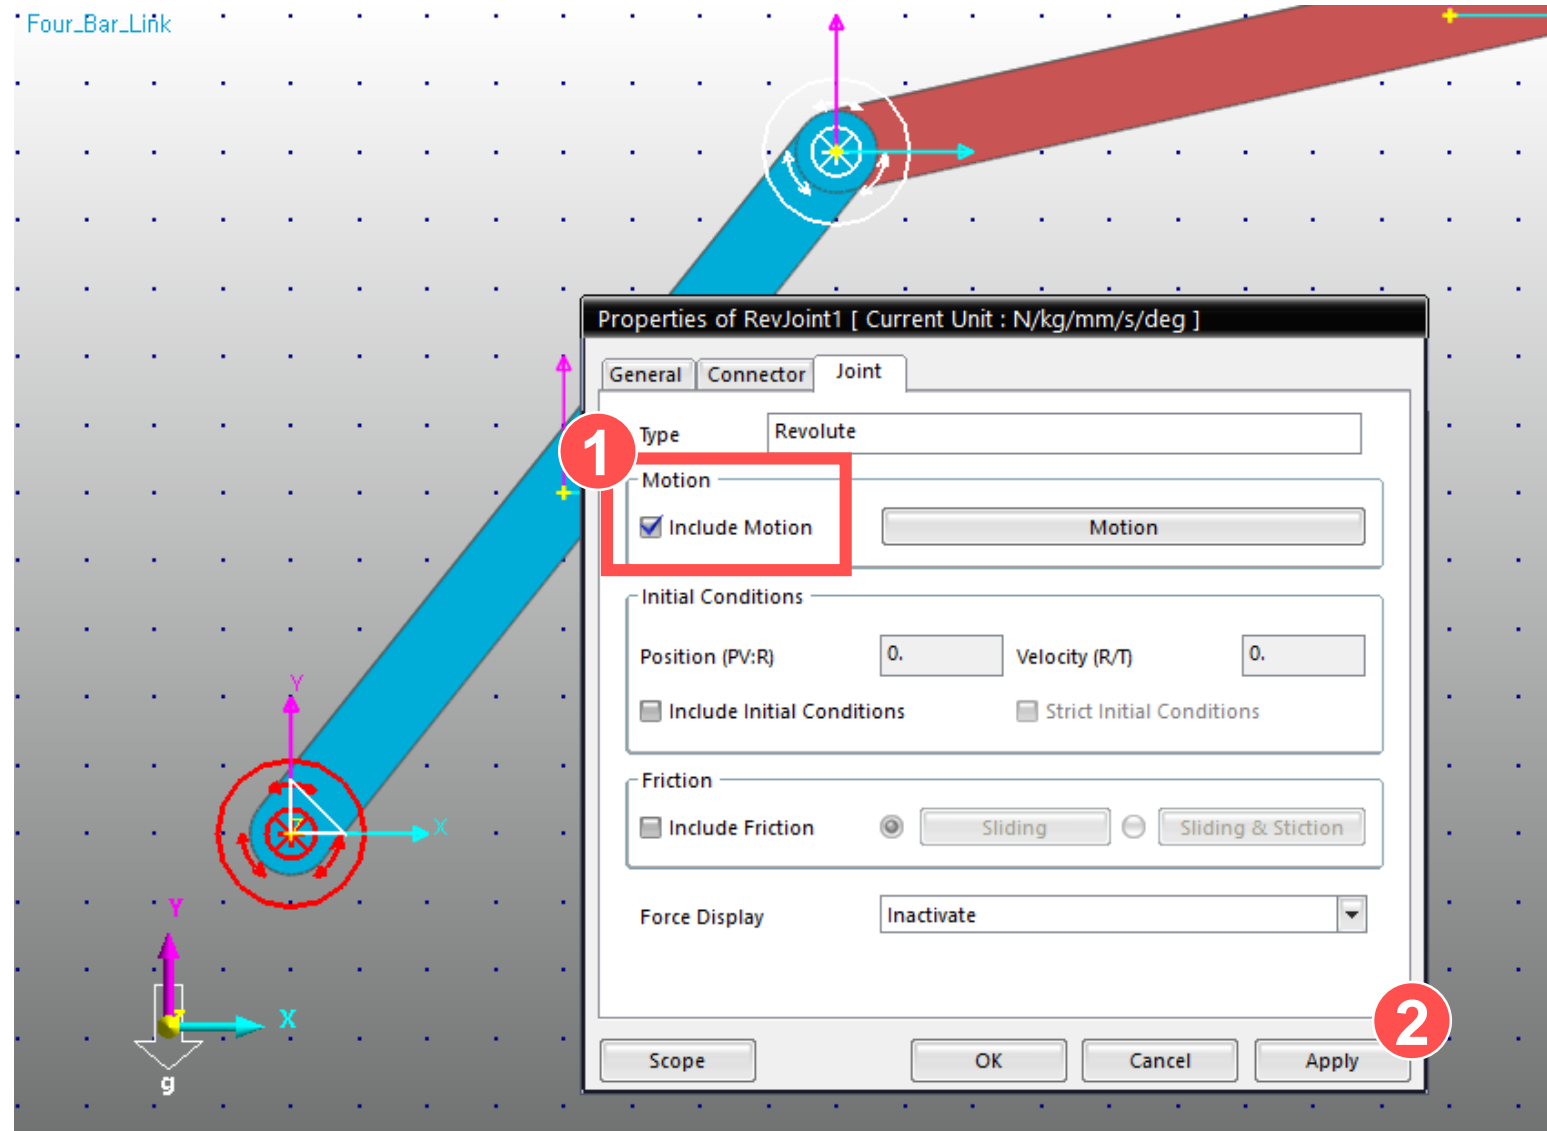 Four_Bar_Link
Properties of RevJoint1 [ Current Unit : N/kg/mm/s/deg ]
General Connector Joint
1
Type Revolute
Motion
Include Motion Motion
Initial Conditions
Position (PV:R) 0. Velocity (R/T) 0.
Include Initial Conditions Strict Initial Conditions
Y
X
Friction
Include Friction Sliding Sliding & Stiction
Force Display Inactivate
Y
X
g
2
Scope OK Cancel Apply